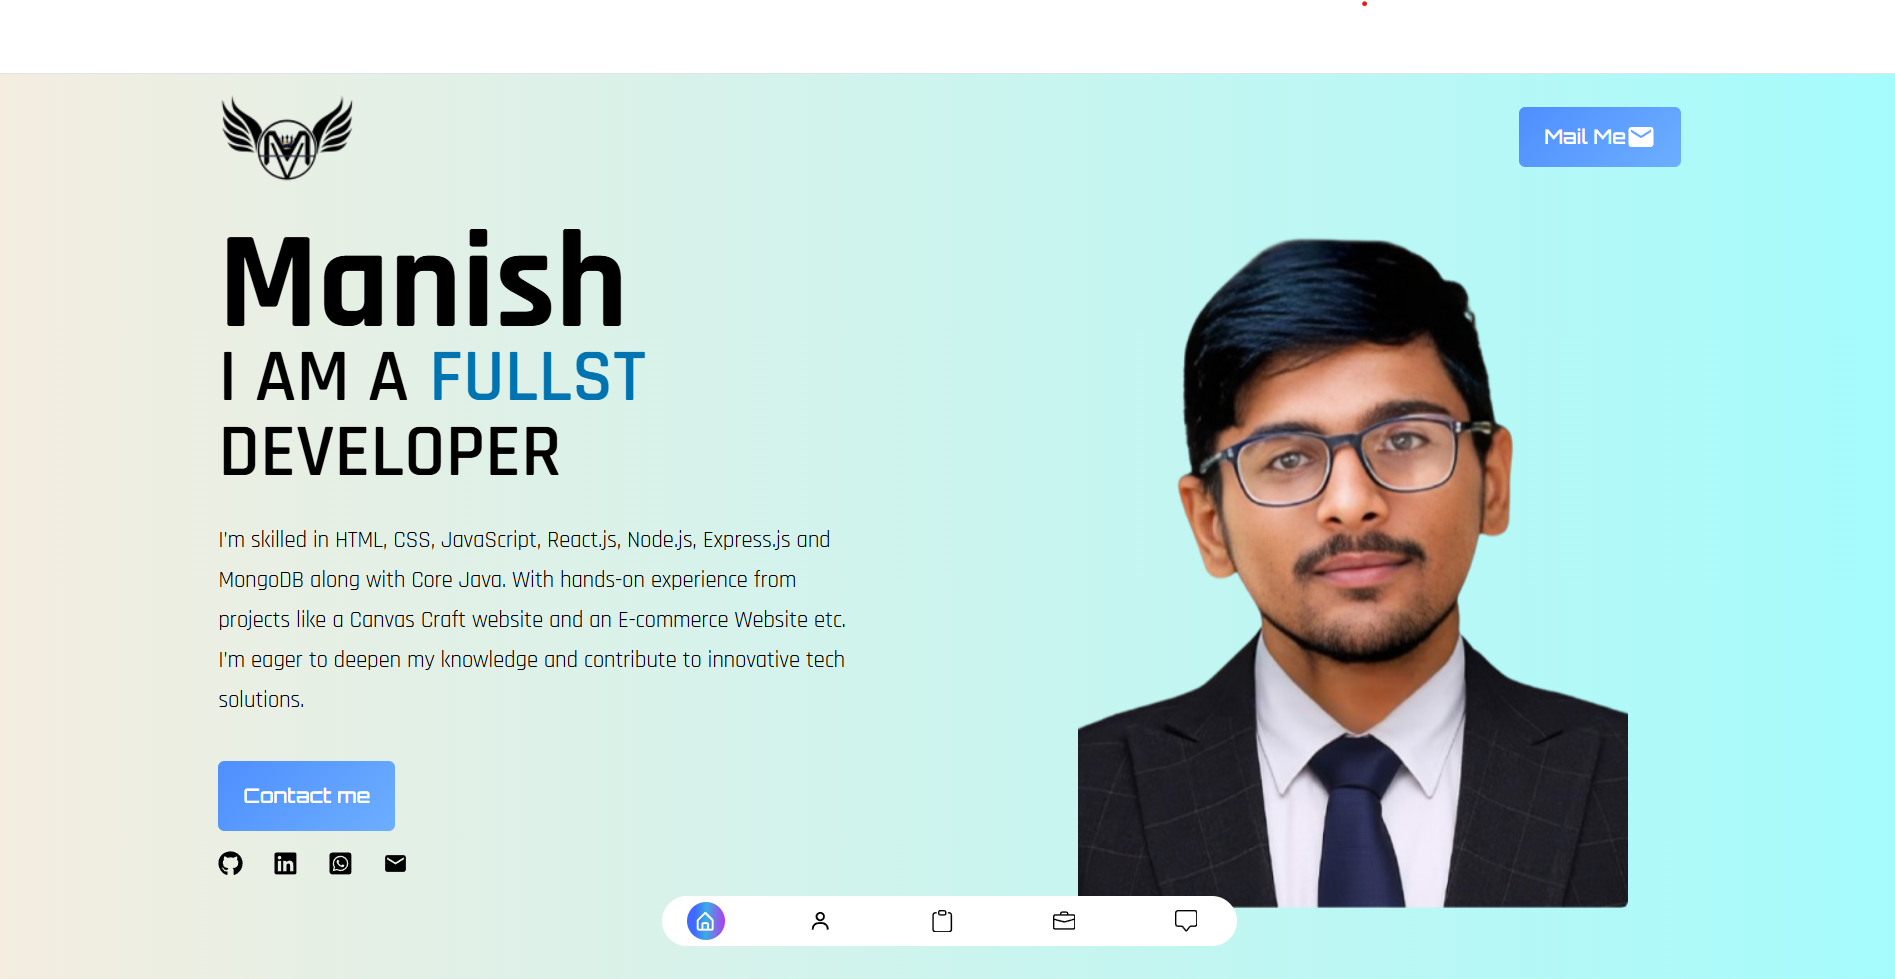 Mail Me
Manish
I AM A FULLST
DEVELOPER
I'm skilled in HTML, CSS, JavaScript, React.js, Node.js, Express.js and
MongoDB along with Core Java. With hands-on experience from
projects like a Canvas Craft website and an E-commerce Website etc.
I'm eager to deepen my knowledge and contribute to innovative tech
solutions.
Contact me
in